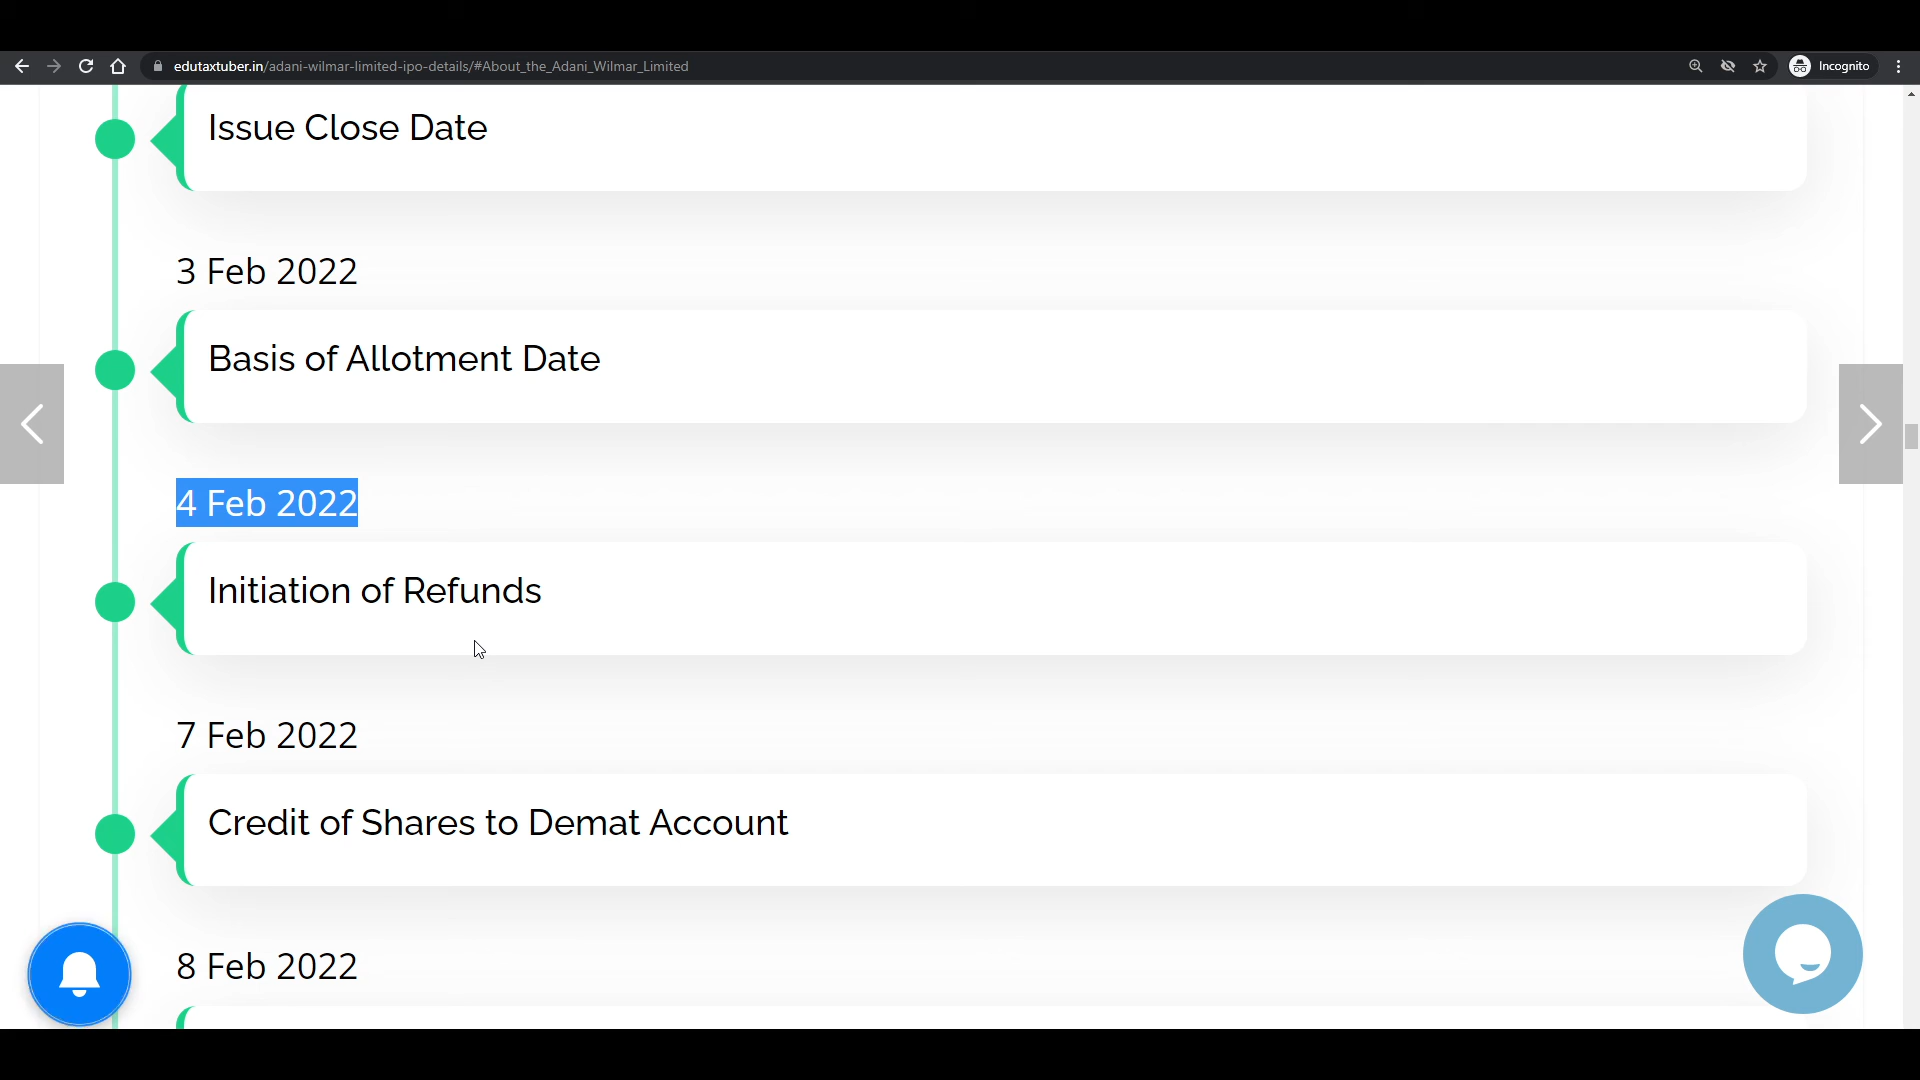 edutaxtuber.in/adani-wilmar-limited-ipo-details/#About_the_Adani_Wilmar_Limited
Incognito
Issue Close Date
3 Feb 2022
Basis of Allotment Date
4 Feb 2022
Initiation of Refunds
7 Feb 2022
Credit of Shares to Demat Account
8 Feb 2022